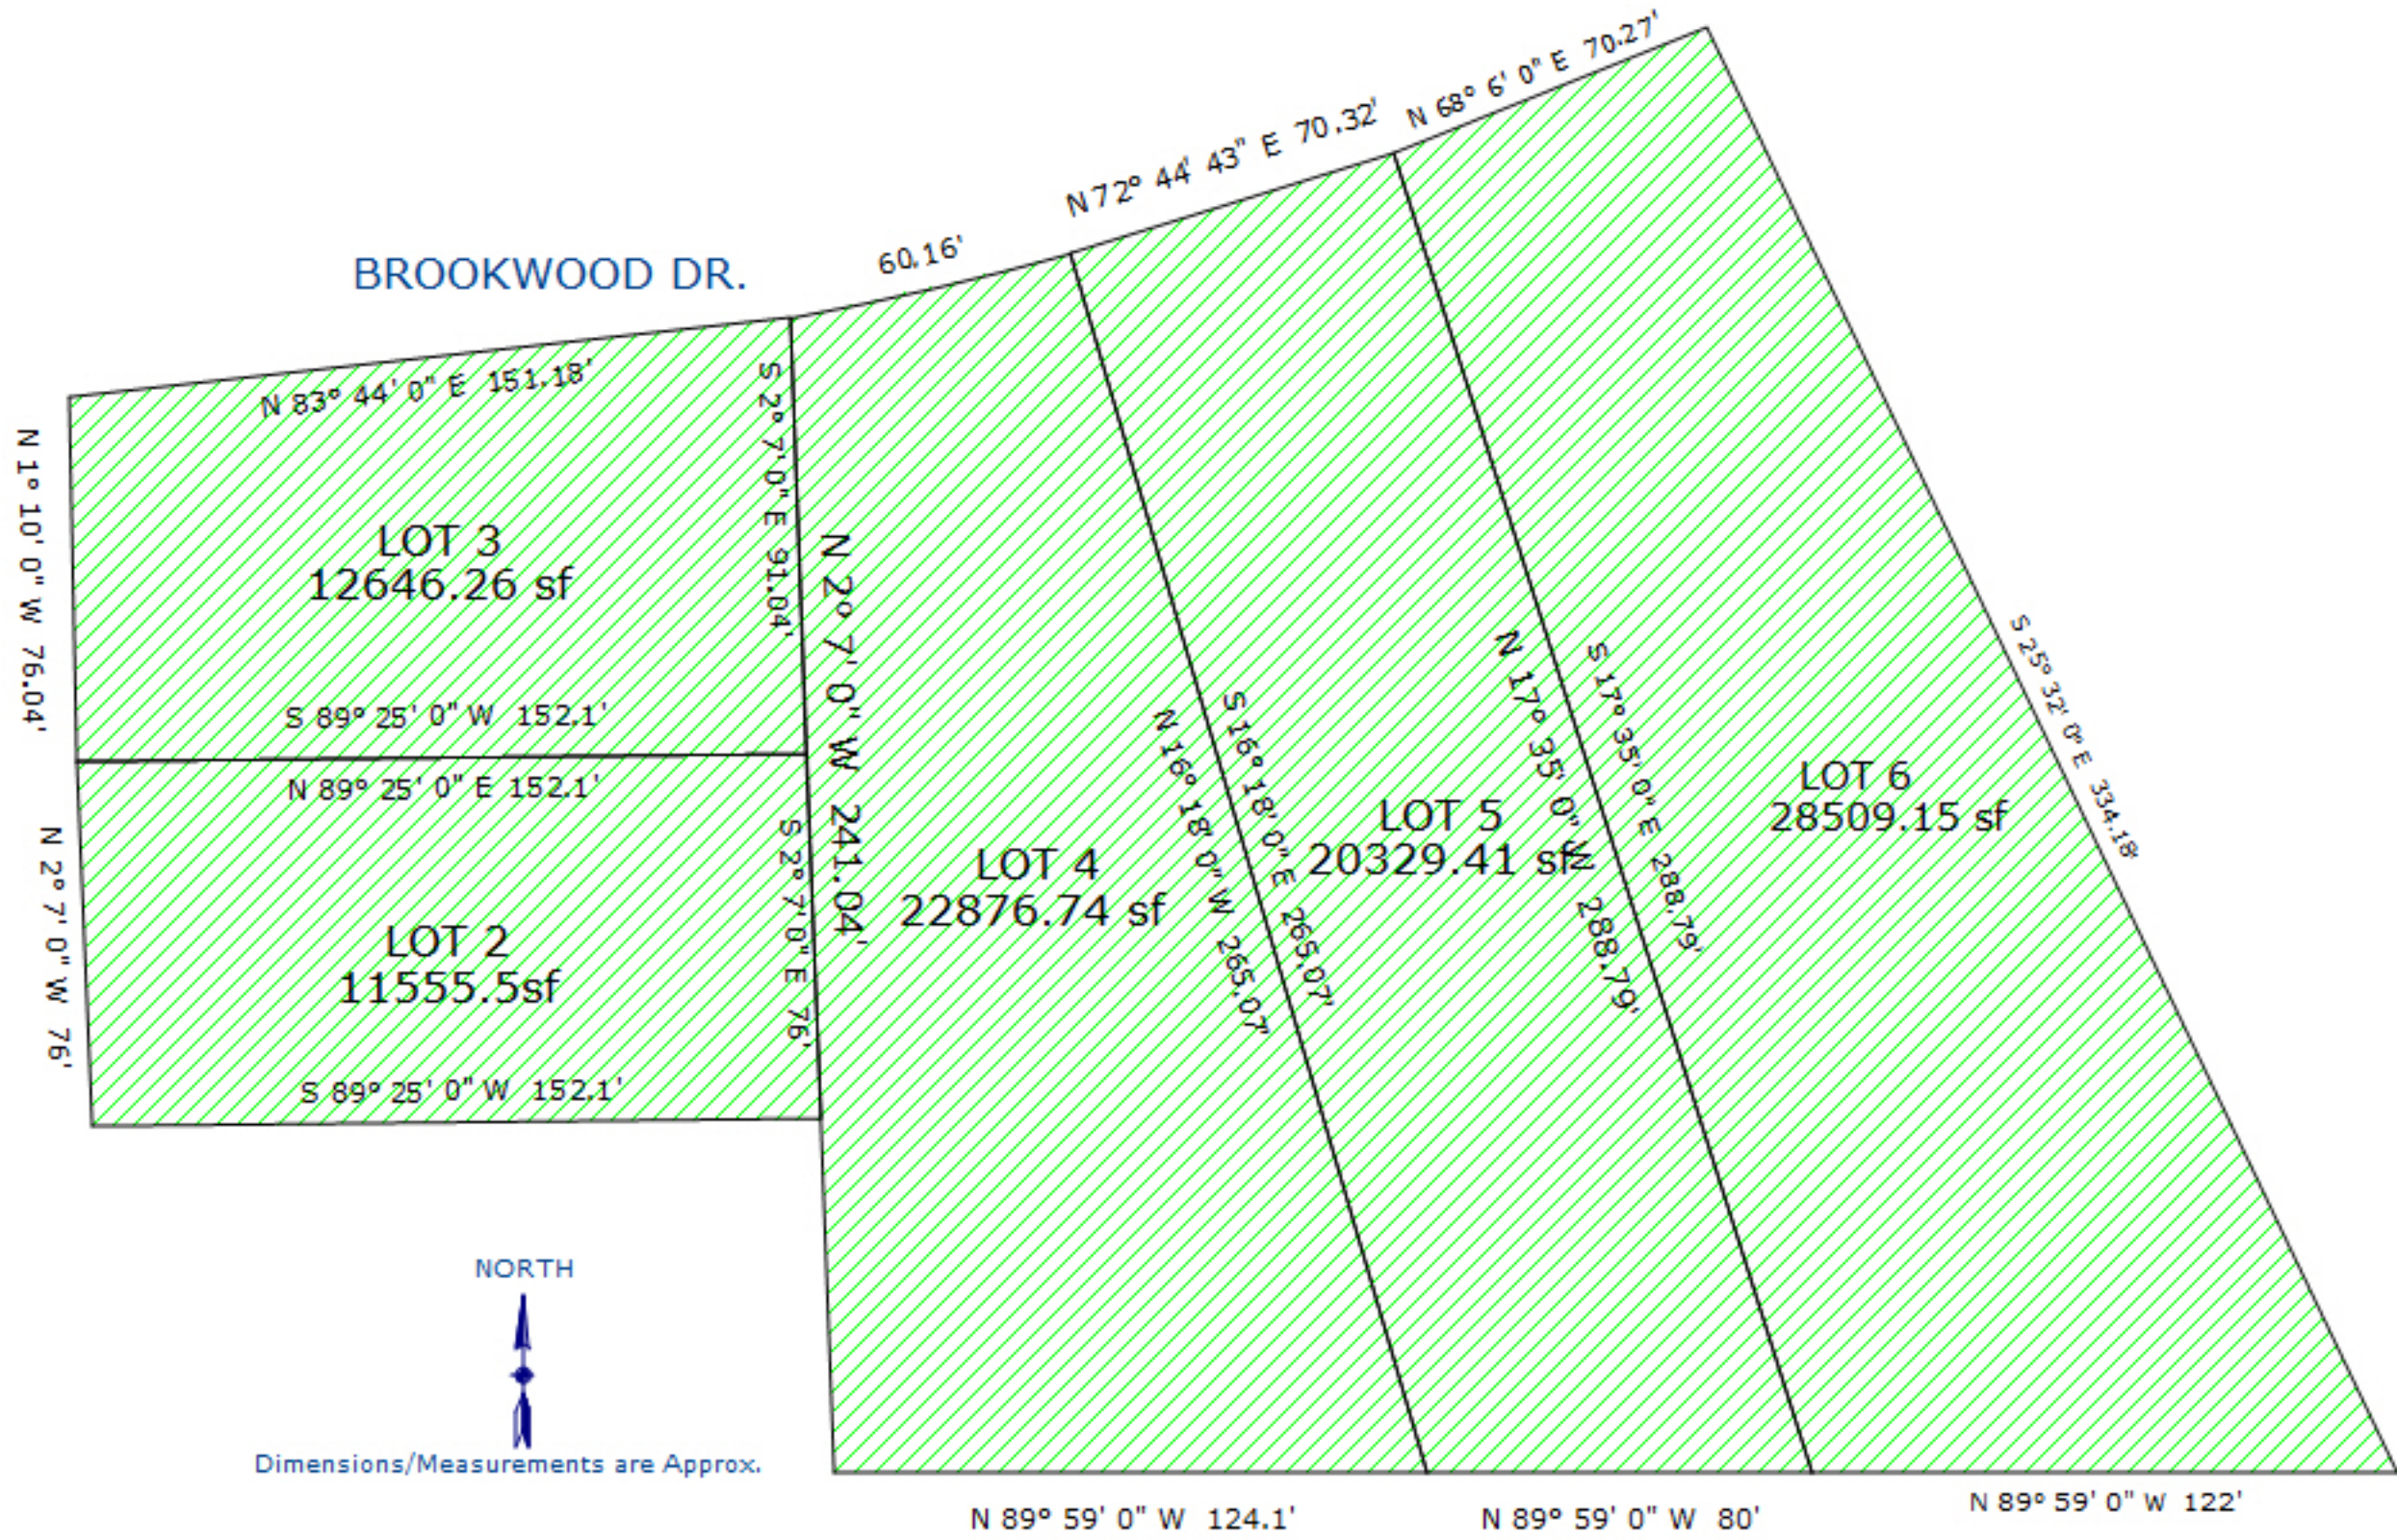 N 68° 6' 0" E 70.27'
N 72° 44' 43" E 70.32'
60.16'
BROOKWOOD DR.
N 83° 44' 0" E 151.18'
S 2° 7' 0" E 91.04'
N 1° 10' 0" W 76.04'
LOT 3
12646.26 sf
N 2° 7' 0" W 241.04'
S 89° 25' 0" W 152.1'
N 89° 25' 0" E 152.1'
N 2° 7' 0" W 76'
S 2° 7' 0" E 76'
LOT 2
11555.5sf
S 89° 25' 0" W 152.1'
LOT 4
22876.74 sf
N 16° 18' 0" W 265.07'
S 16° 18' 0" E 265.07'
LOT 5
20329.41 sf
N 17° 35' 0" W 288.79'
S 17° 35' 0" E 288.79'
LOT 6
28509.15 sf
S 25° 32' 0" E 334.18'
NORTH
Dimensions/Measurements are Approx.
N 89° 59' 0" W 124.1'
N 89° 59' 0" W 80'
N 89° 59' 0" W 122'